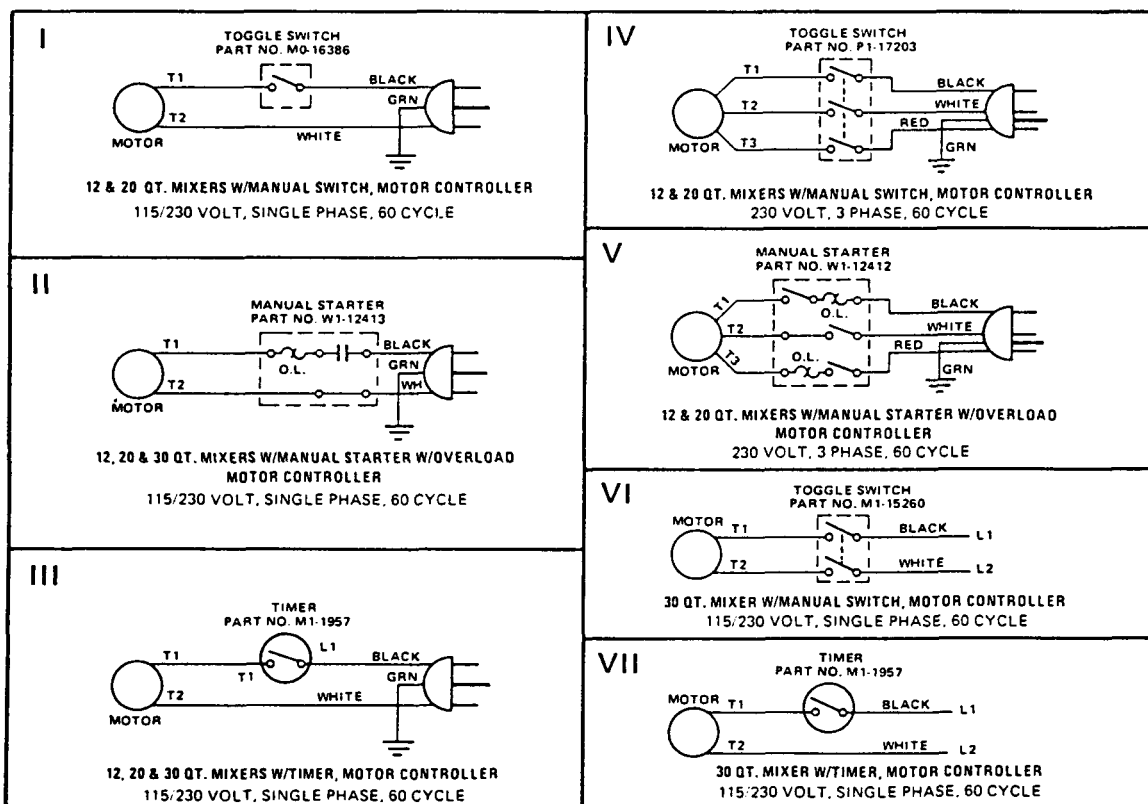 I
TOGGLE SWITCH
PART NO. M0-16386
T1
BLACK
GRN
T2
WHITE
MOTOR
12 & 20 QT. MIXERS W/MANUAL SWITCH, MOTOR CONTROLLER
115/230 VOLT, SINGLE PHASE, 60 CYCLE
II
MANUAL STARTER
PART NO. W1-12413
T1
BLACK
O.L.
GRN
T2
WH
MOTOR
12, 20 & 30 QT. MIXERS W/MANUAL STARTER W/OVERLOAD
MOTOR CONTROLLER
115/230 VOLT, SINGLE PHASE, 60 CYCLE
III
TIMER
PART NO. M1-1957
T1
L1
BLACK
T1
GRN
T2
WHITE
MOTOR
12, 20 & 30 QT. MIXERS W/TIMER, MOTOR CONTROLLER
115/230 VOLT, SINGLE PHASE, 60 CYCLE
IV
TOGGLE SWITCH
PART NO. P1-17203
T1
BLACK
T2
WHITE
RED
MOTOR
T3
GRN
12 & 20 QT. MIXERS W/MANUAL SWITCH, MOTOR CONTROLLER
230 VOLT, 3 PHASE, 60 CYCLE
V
MANUAL STARTER
PART NO. W1-12412
T1
BLACK
O.L.
T2
WHITE
RED
T3
O.L.
MOTOR
GRN
12 & 20 QT. MIXERS W/MANUAL STARTER W/OVERLOAD
MOTOR CONTROLLER
230 VOLT, 3 PHASE, 60 CYCLE
VI
TOGGLE SWITCH
PART NO. M1-15260
MOTOR
T1
BLACK
L1
T2
WHITE
L2
30 QT. MIXER W/MANUAL SWITCH, MOTOR CONTROLLER
115/230 VOLT, SINGLE PHASE, 60 CYCLE
VII
TIMER
PART NO. M1-1957
MOTOR
T1
BLACK
L1
T2
WHITE
L2
30 QT. MIXER W/TIMER, MOTOR CONTROLLER
115/230 VOLT, SINGLE PHASE, 60 CYCLE